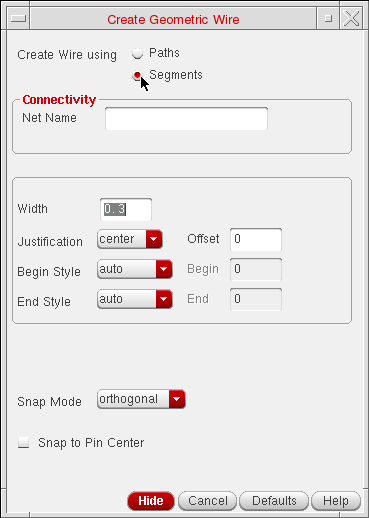 Create Geometric Wire
Create Wire using Paths
Segments
Connectivity
Net Name
Width 0.3
Justification center Offset 0
Begin Style auto Begin 0
End Style auto End 0
Snap Mode orthogonal
Snap to Pin Center
Hide Cancel Defaults Help